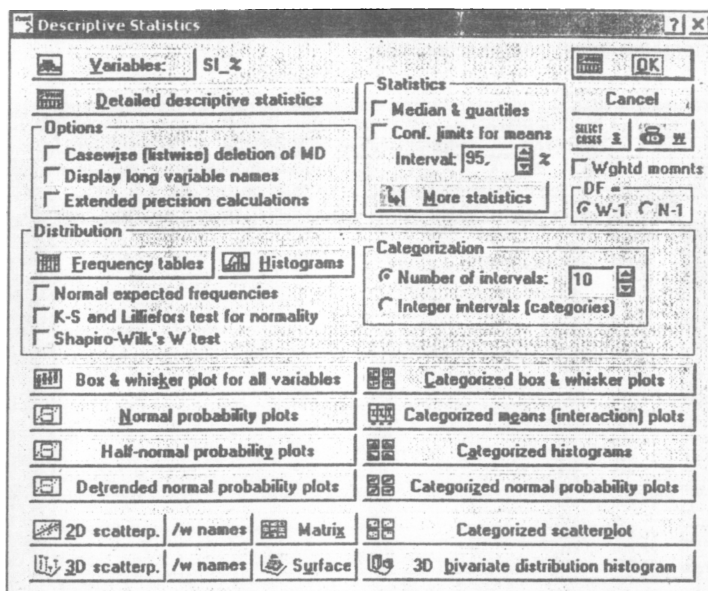 Descriptive Statistics
Variables: SI_%
Detailed descriptive statistics
Options
Casewise (listwise) deletion of MD
Display long variable names
Extended precision calculations
Statistics
Median & quartiles
Conf. limits for means
Interval: 95, %
More statistics
OK
Cancel
SELECT CASES S W
Wghtd momnts
DF =
W-1 N-1
Distribution
Frequency tables Histograms
Normal expected frequencies
K-S and Lilliefors test for normality
Shapiro-Wilk's W test
Categorization
Number of intervals: 10
Integer intervals (categories)
Box & whisker plot for all variables
Normal probability plots
Half-normal probability plots
Detrended normal probability plots
Categorized box & whisker plots
Categorized means (interaction) plots
Categorized histograms
Categorized normal probability plots
2D scatterp. /w names Matrix Categorized scatterplot
3D scatterp. /w names Surface 3D bivariate distribution histogram